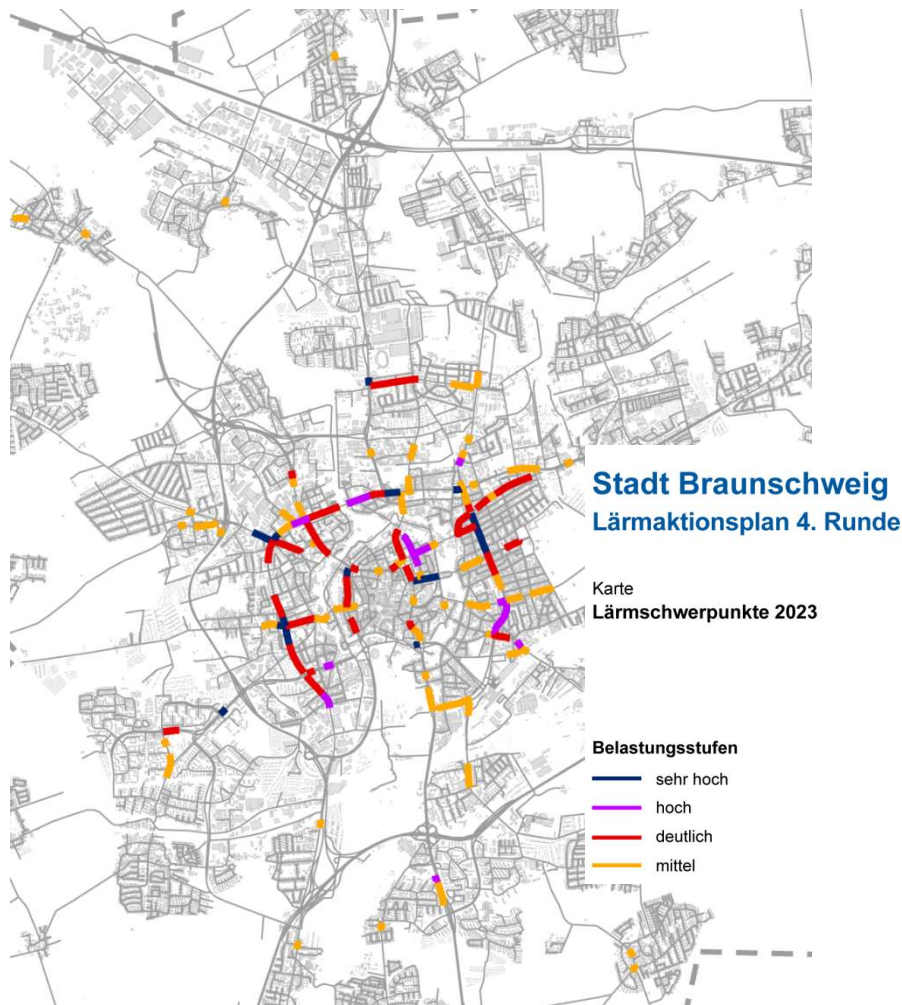 Stadt Braunschweig
Lärmaktionsplan 4. Runde
Karte
Lärmschwerpunkte 2023
Belastungsstufen
sehr hoch
hoch
deutlich
mittel